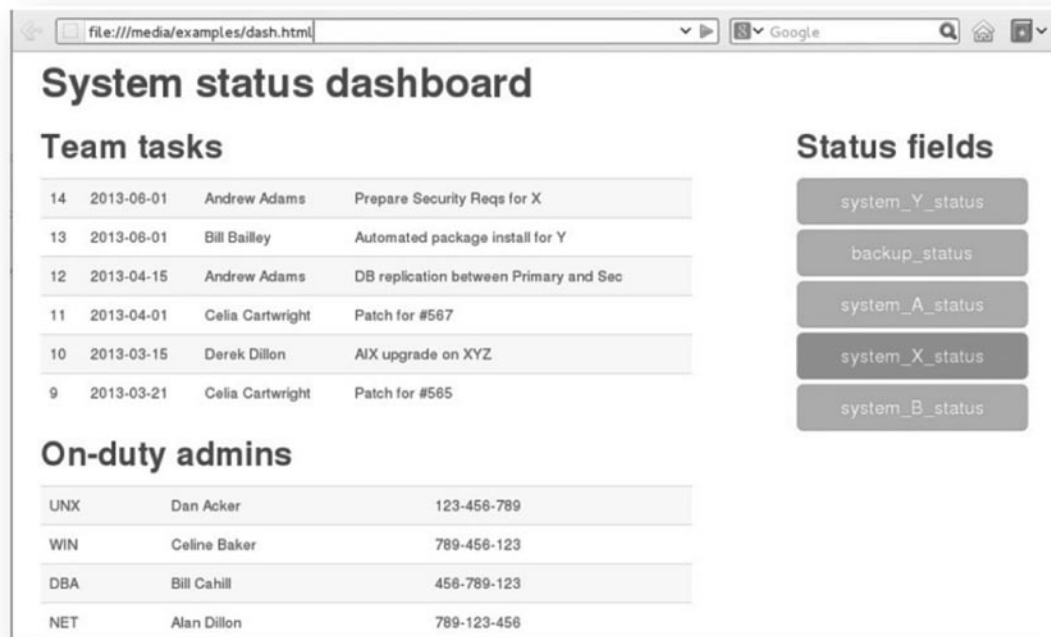 file:///media/examples/dash.html
Google
System status dashboard
Team tasks
14 2013-06-01 Andrew Adams Prepare Security Reqs for X
13 2013-06-01 Bill Bailley Automated package install for Y
12 2013-04-15 Andrew Adams DB replication between Primary and Sec
11 2013-04-01 Celia Cartwright Patch for #567
10 2013-03-15 Derek Dillon AIX upgrade on XYZ
9 2013-03-21 Celia Cartwright Patch for #565
On-duty admins
UNX Dan Acker 123-456-789
WIN Celine Baker 789-456-123
DBA Bill Cahill 456-789-123
NET Alan Dillon 789-123-456
Status fields
system_Y_status
backup_status
system_A_status
system_X_status
system_B_status